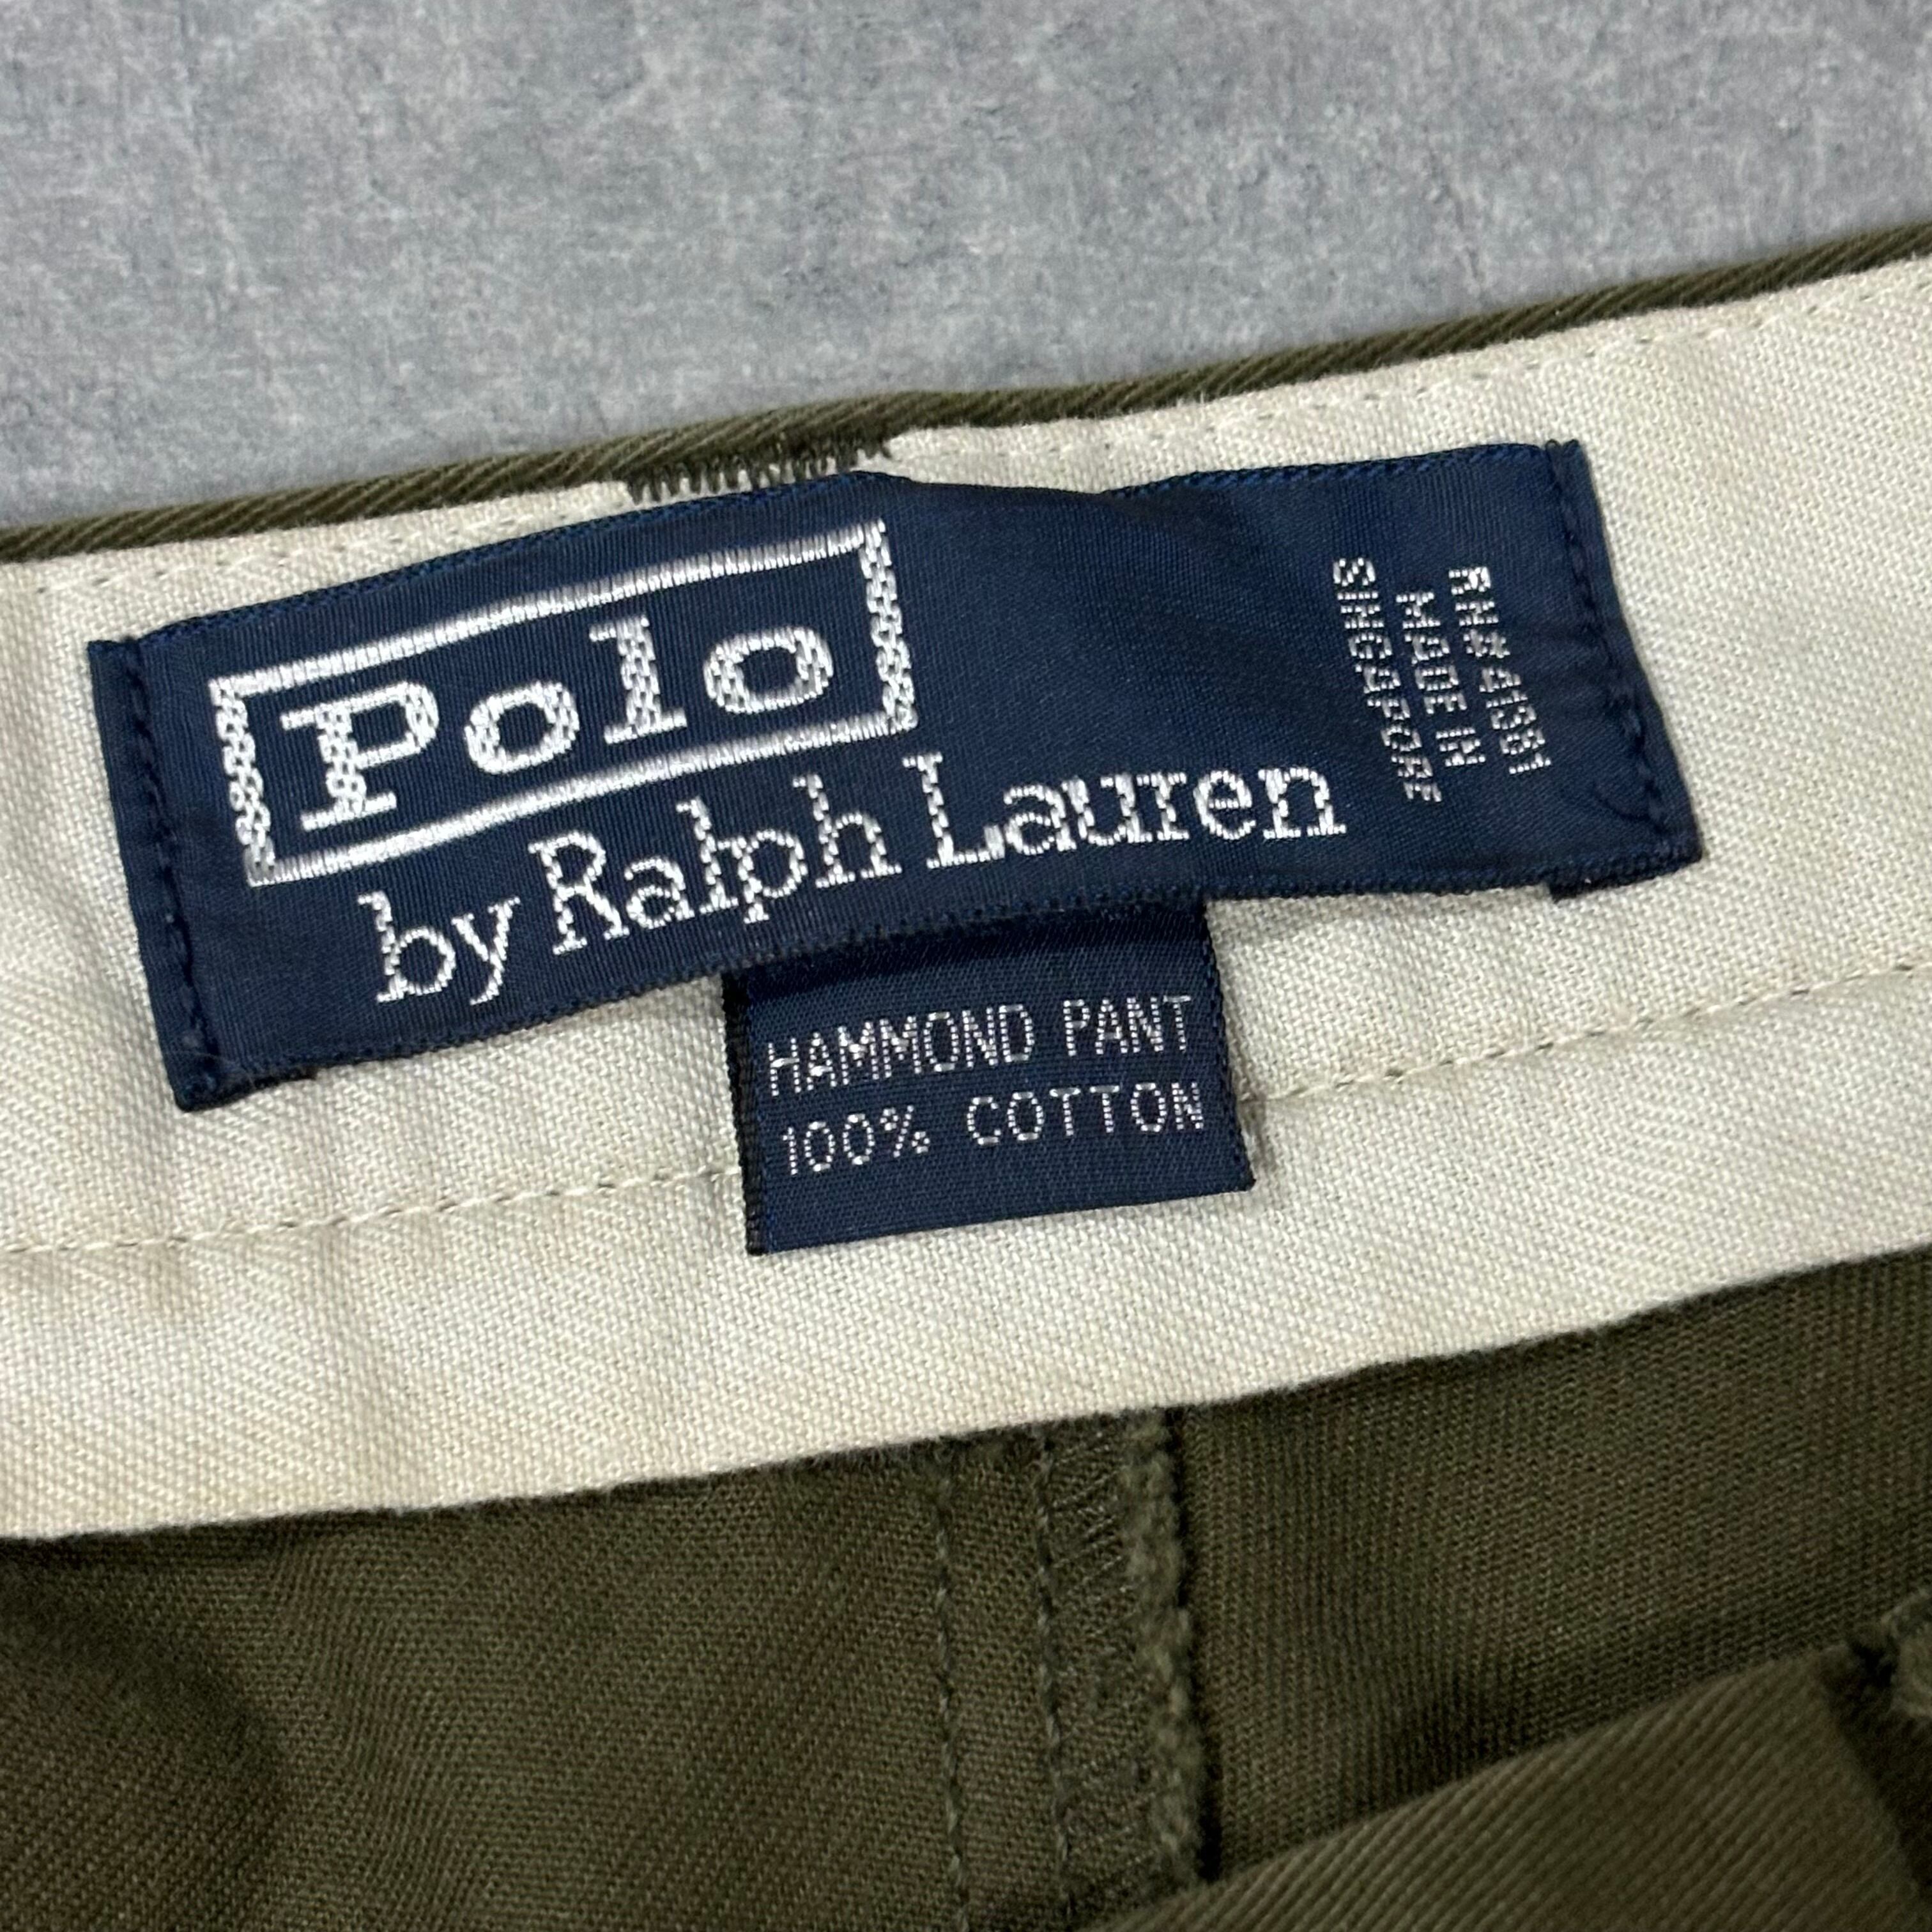 Polo
by Ralph Lauren
RN#41381
MADE IN
SINGAPORE
HAMMOND PANT
100% COTTON